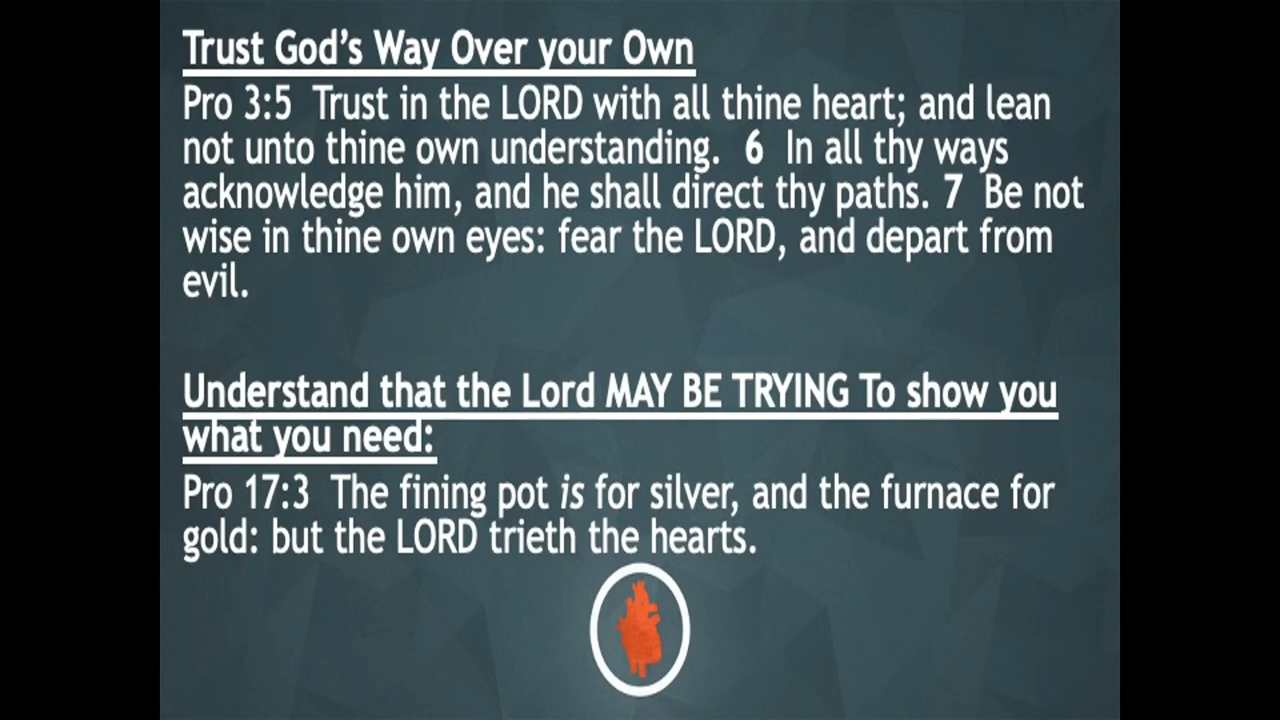 Trust God's Way Over your Own
Pro 3:5 Trust in the LORD with all thine heart; and lean
not unto thine own understanding. 6 In all thy ways
acknowledge him, and he shall direct thy paths. 7 Be not
wise in thine own eyes: fear the LORD, and depart from
evil.
Understand that the Lord MAY BE TRYING To show you
what you need:
Pro 17:3 The fining pot is for silver, and the furnace for
gold: but the LORD trieth the hearts.